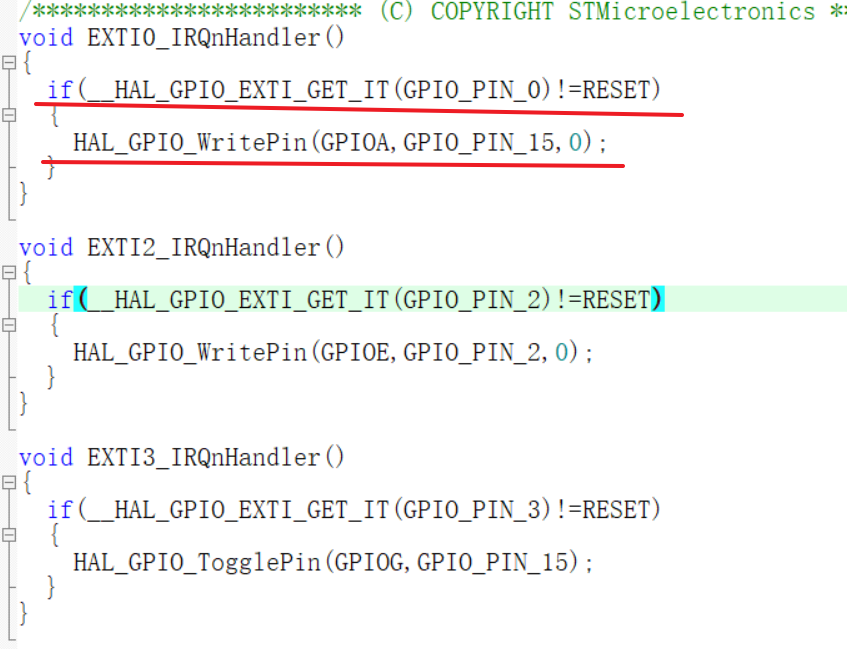 /************************* (C) COPYRIGHT STMicroelectronics **
void EXTI0_IRQnHandler()
{
if(__HAL_GPIO_EXTI_GET_IT(GPIO_PIN_0)!=RESET)
{
HAL_GPIO_WritePin(GPIOA,GPIO_PIN_15,0);
}
}
void EXTI2_IRQnHandler()
{
if(__HAL_GPIO_EXTI_GET_IT(GPIO_PIN_2)!=RESET)
{
HAL_GPIO_WritePin(GPIOE,GPIO_PIN_2,0);
}
}
void EXTI3_IRQnHandler()
{
if(__HAL_GPIO_EXTI_GET_IT(GPIO_PIN_3)!=RESET)
{
HAL_GPIO_TogglePin(GPIOG,GPIO_PIN_15);
}
}